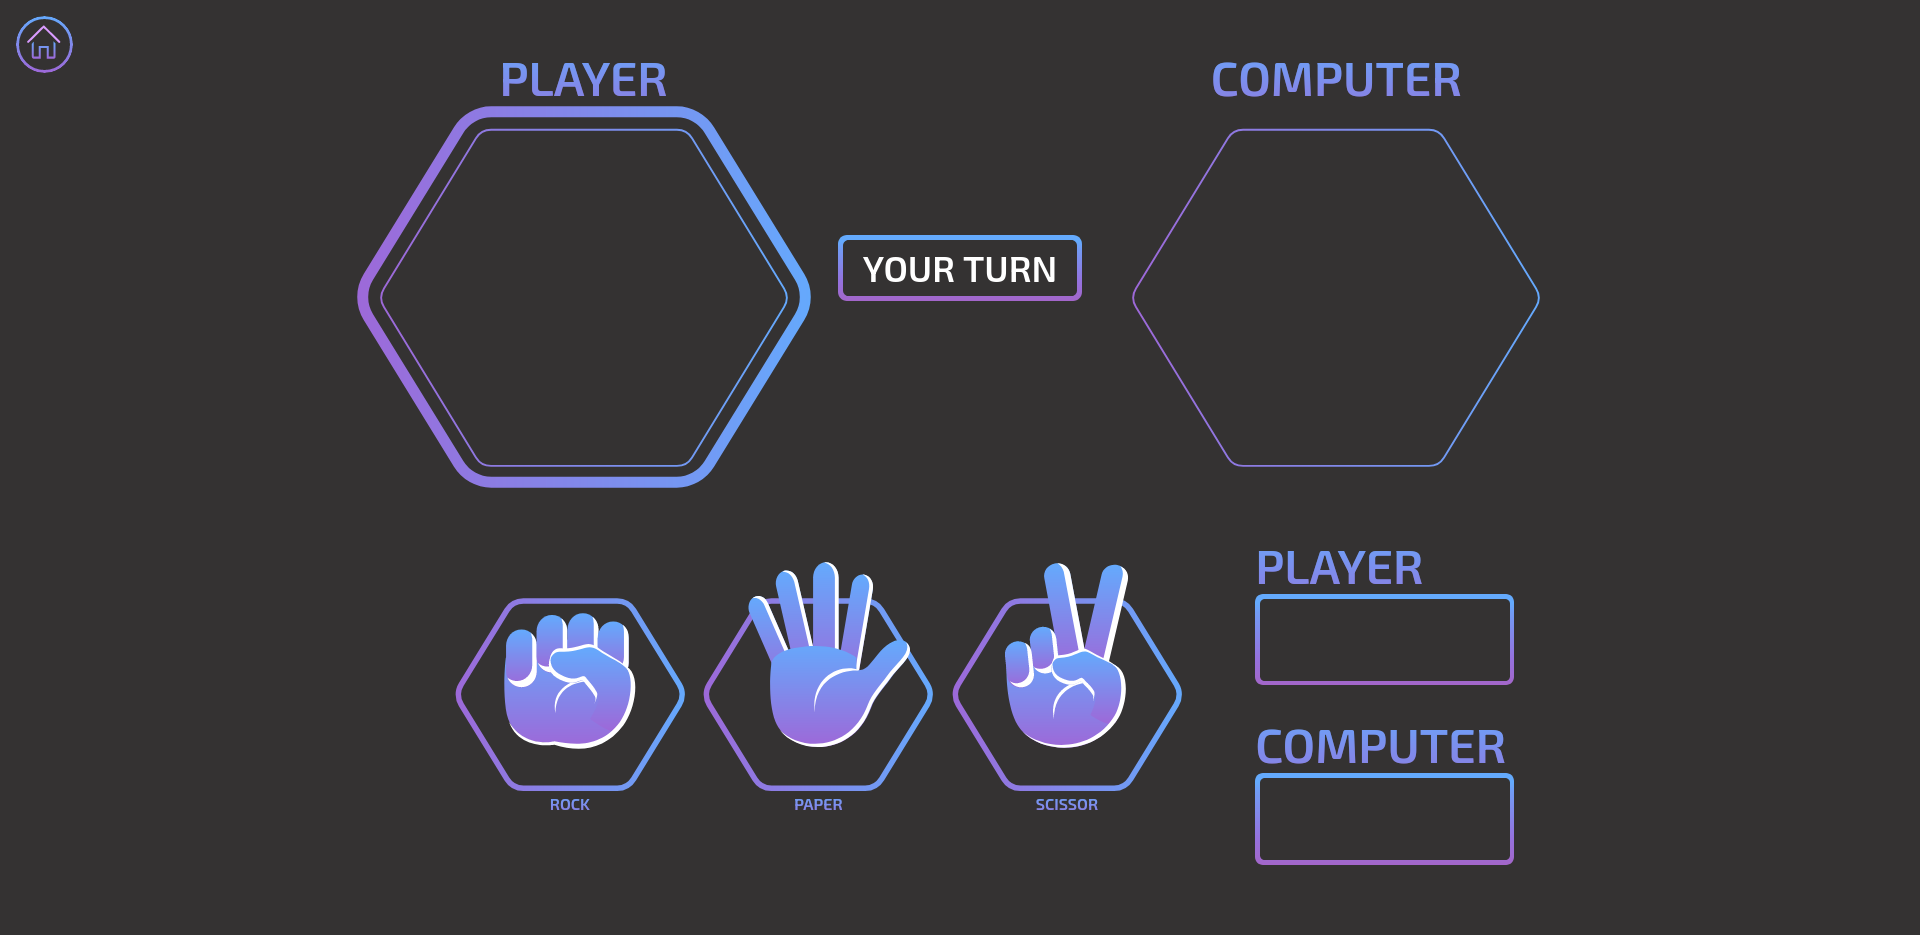 PLAYER
COMPUTER
YOUR TURN
ROCK
PAPER
SCISSOR
PLAYER
COMPUTER